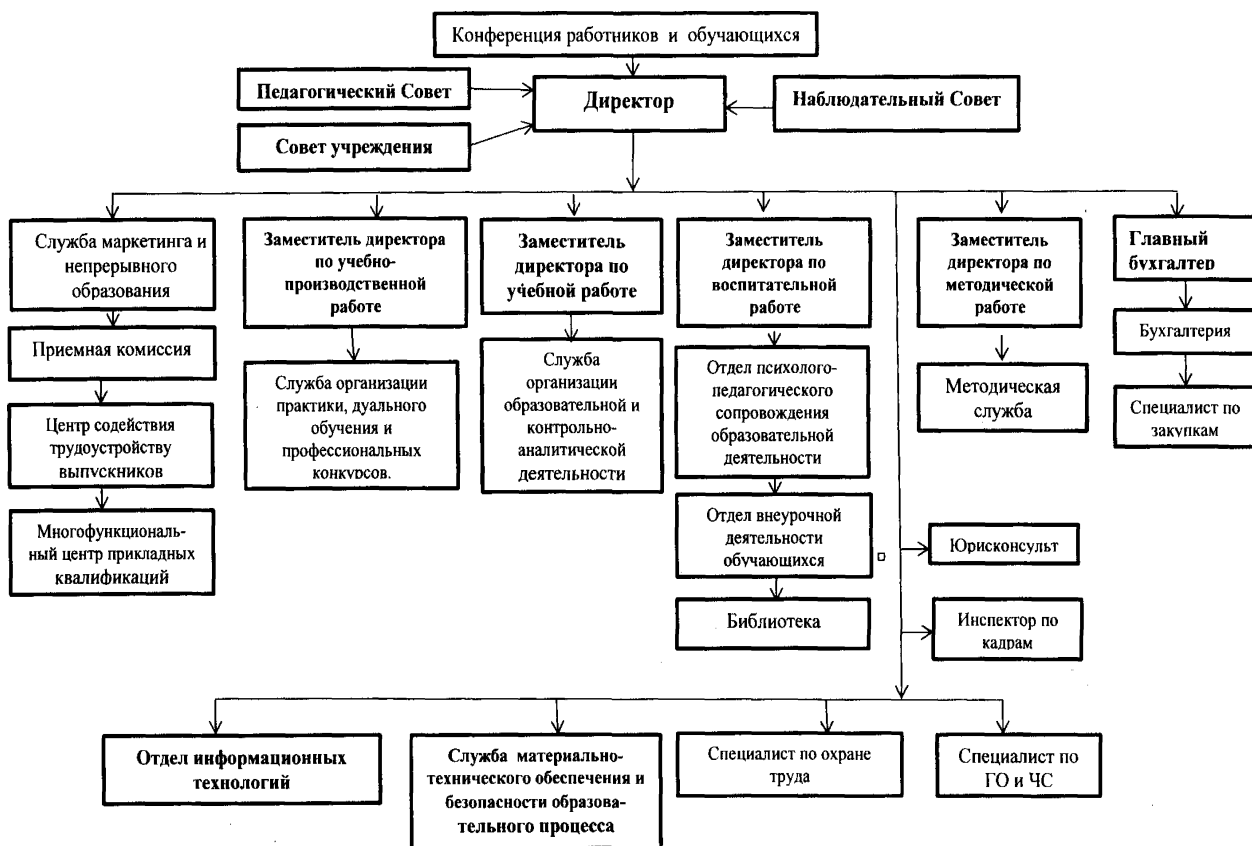 Конференция работников и обучающихся
Педагогический Совет
Директор
Наблюдательный Совет
Совет учреждения
Служба маркетинга и
непрерывного
образования
Заместитель директора
по учебно-
производственной
работе
Заместитель
директора по
учебной работе
Заместитель
директора по
воспитательной
работе
Заместитель
директора по
методической
работе
Главный
бухгалтер
Приемная комиссия
Центр содействия
трудоустройству
выпускников
Многофункциональ-
ный центр прикладных
квалификаций
Служба организации
практики, дуального
обучения и
профессиональных
конкурсов.
Служба
организации
образовательной и
контрольно-
аналитической
деятельности
Отдел психолого-
педагогического
сопровождения
образовательной
деятельности
Отдел внеурочной
деятельности
обучающихся
Библиотека
Методическая
служба
Бухгалтерия
Специалист по
закупкам
Юрисконсульт
Инспектор по
кадрам
Отдел информационных
технологий
Служба материально-
технического обеспечения и
безопасности образова-
тельного процесса
Специалист по охране
труда
Специалист по
ГО и ЧС